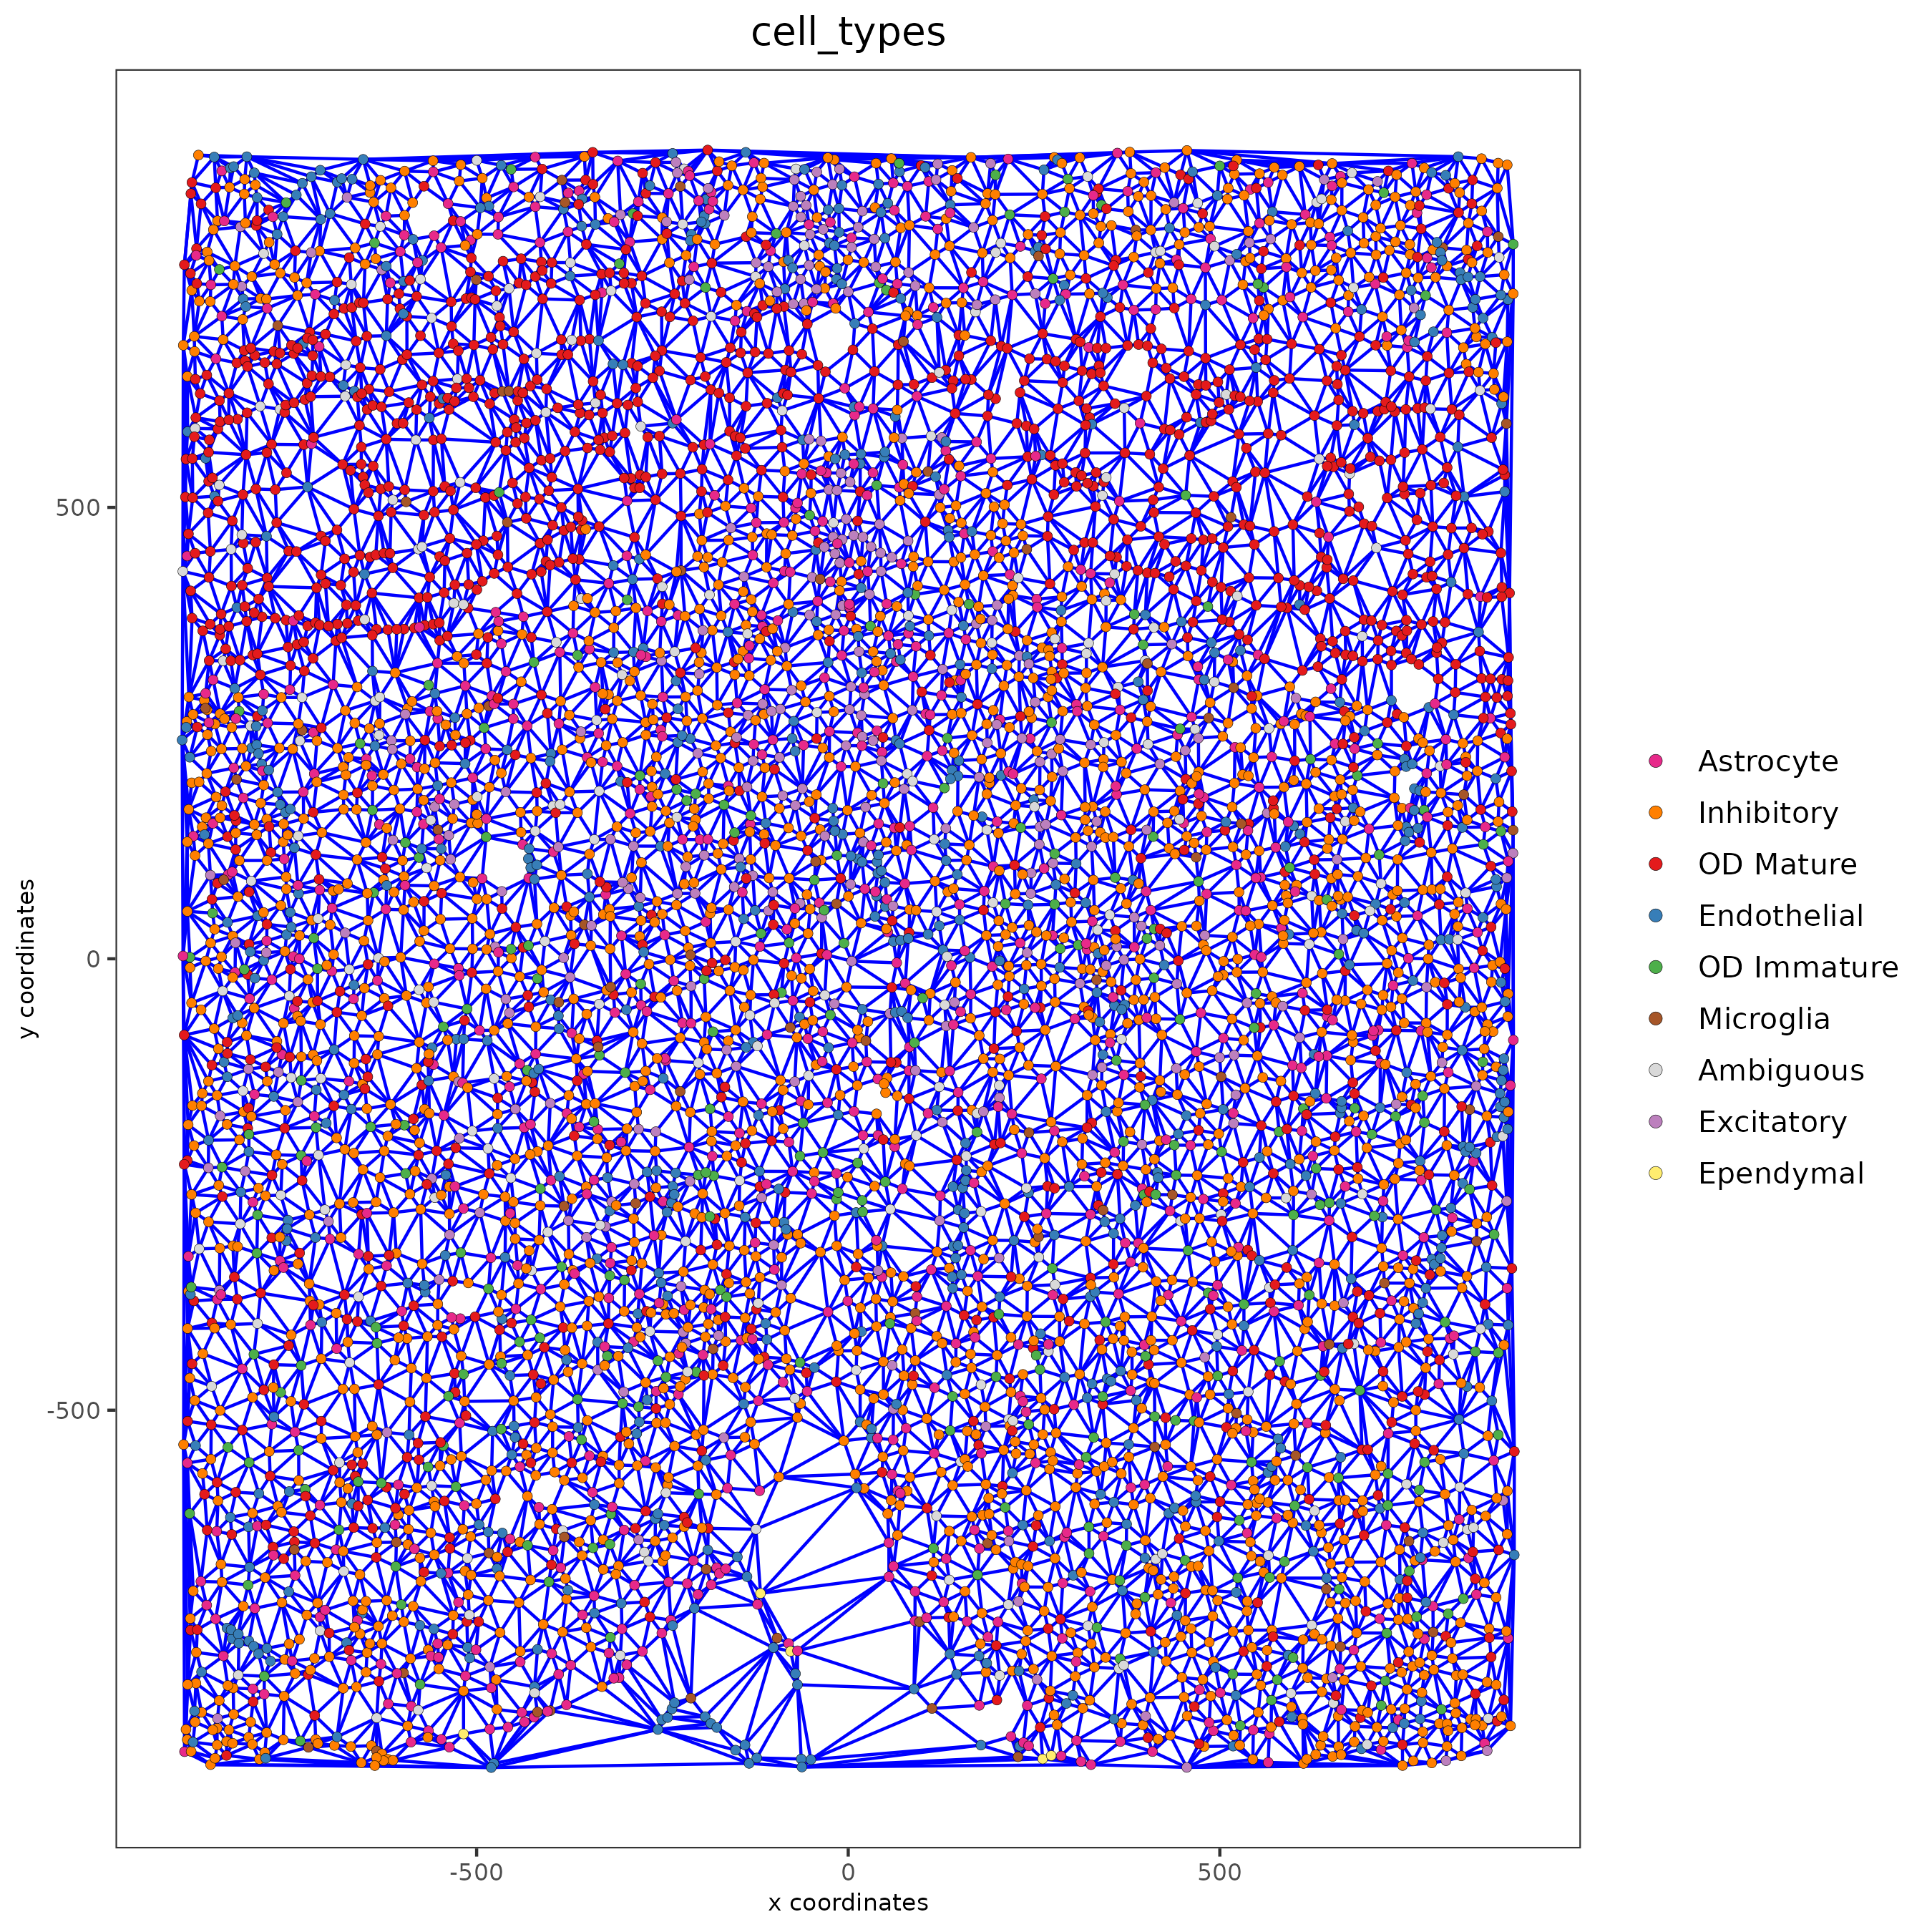 cell_types
500
0
-500
y coordinates
-500
0
500
x coordinates
Astrocyte
Inhibitory
OD Mature
Endothelial
OD Immature
Microglia
Ambiguous
Excitatory
Ependymal